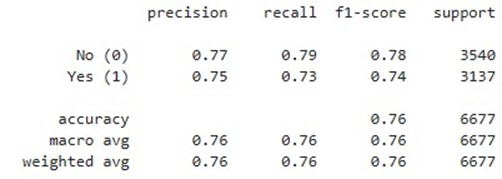 precision recall f1-score support
No (0) 0.77 0.79 0.78 3540
Yes (1) 0.75 0.73 0.74 3137
accuracy 0.76 6677
macro avg 0.76 0.76 0.76 6677
weighted avg 0.76 0.76 0.76 6677